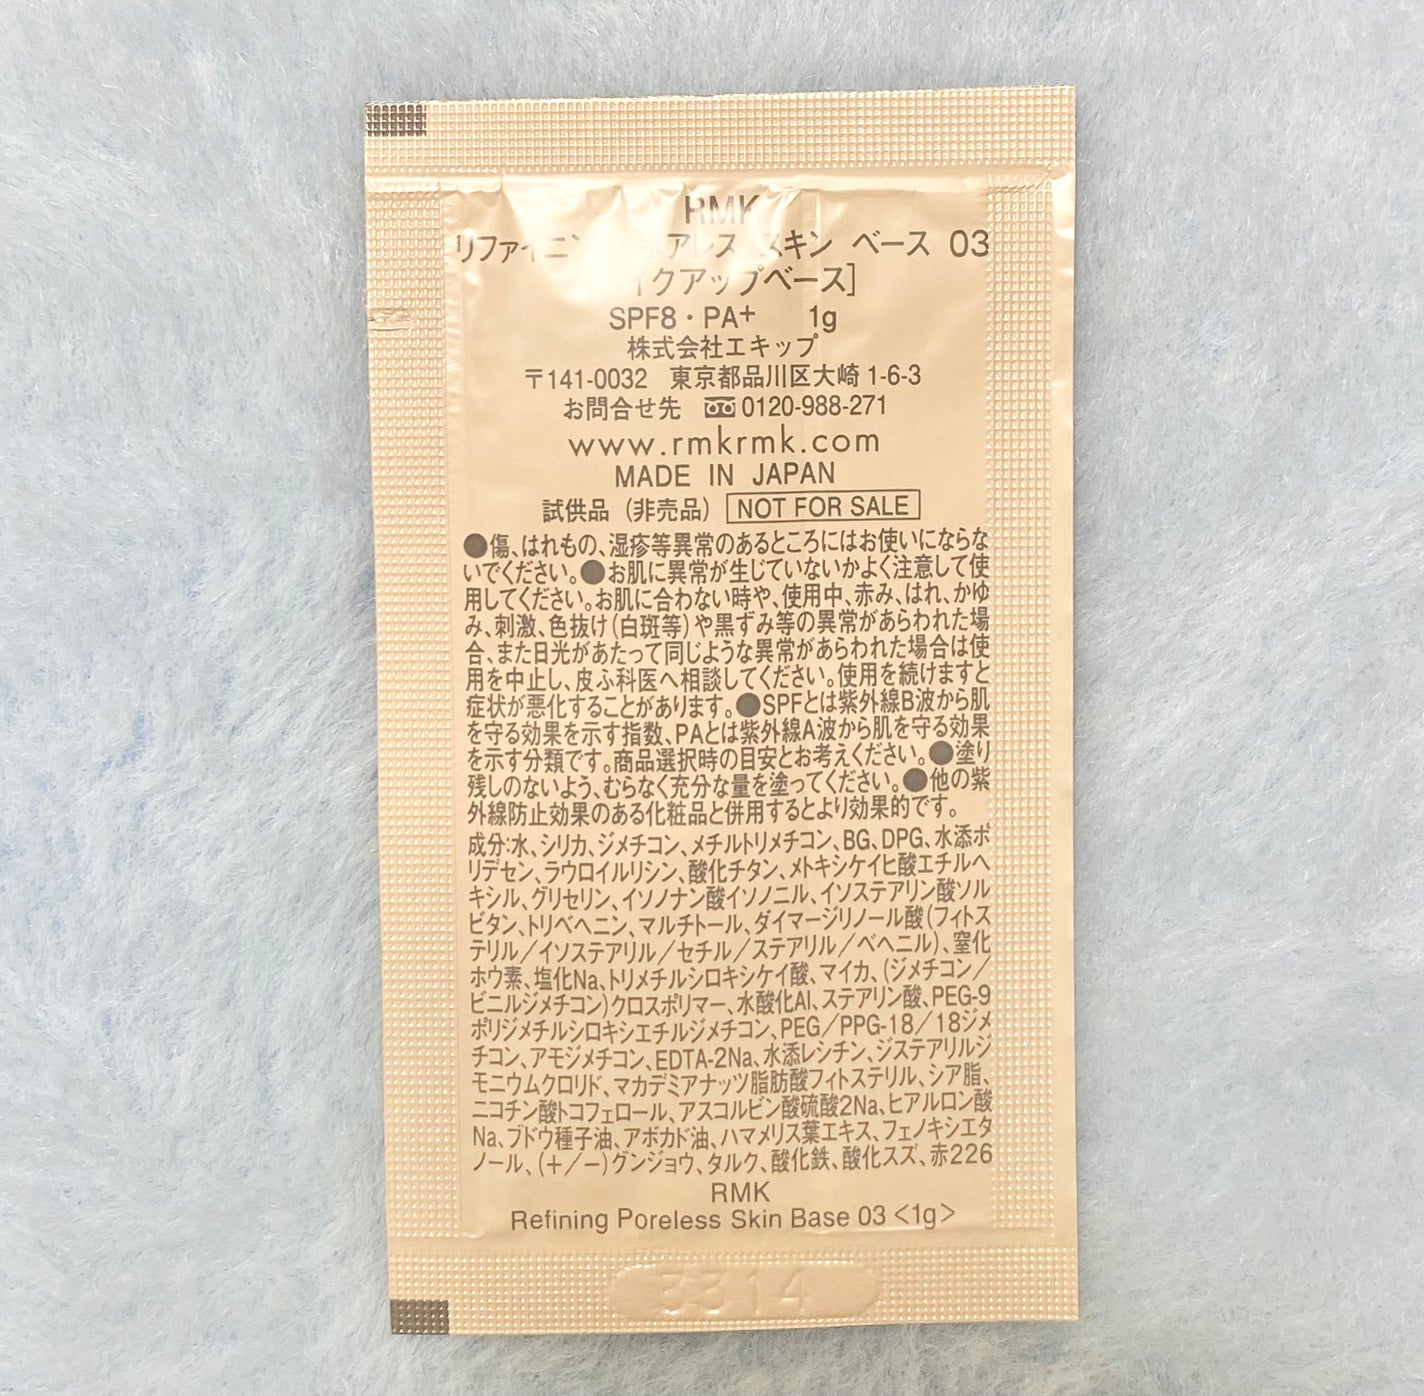 RMK
リファイニン アレス スキン ベース 03
イクアップベース]
SPF8・PA+ 1g
株式会社エキップ
〒141-0032 東京都品川区大崎1-6-3
お問合せ先 0120-988-271
www.rmkrmk.com
MADE IN JAPAN
試供品(非売品) NOT FOR SALE
●傷、はれもの、湿疹等異常のあるところにはお使いにならな
いでください。●お肌に異常が生じていないかよく注意して使
用してください。お肌に合わない時や、使用中、赤み、はれ、かゆ
み、刺激、色抜け(白斑等)や黒ずみ等の異常があらわれた場
合、また日光があたって同じような異常があらわれた場合は使
用を中止し、皮ふ科医へ相談してください。使用を続けますと
症状が悪化することがあります。●SPFとは紫外線B波から肌
を守る効果を示す指数、PAとは紫外線A波から肌を守る効果
を示す分類です。商品選択時の目安とお考えください。●塗り
残しのないよう、むらなく充分な量を塗ってください。●他の紫
外線防止効果のある化粧品と併用するとより効果的です。
成分:水、シリカ、ジメチコン、メチルトリメチコン、BG、DPG、水添ポ
リデセン、ラウロイルリシン、酸化チタン、メトキシケイヒ酸エチルヘ
キシル、グリセリン、イソノナン酸イソノニル、イソステアリン酸ソル
ビタン、トリベヘニン、マルチトール、ダイマージリノール酸(フィトス
テリル/イソステアリル/セチル/ステアリル/ベヘニル)、窒化
ホウ素、塩化Na、トリメチルシロキシケイ酸、マイカ、(ジメチコン/
ビニルジメチコン)クロスポリマー、水酸化Al、ステアリン酸、PEG-9
ポリジメチルシロキシエチルジメチコン、PEG/PPG-18/18ジメ
チコン、アモジメチコン、EDTA-2Na、水添レシチン、ジステアリルジ
モニウムクロリド、マカデミアナッツ脂肪酸フィトステリル、シア脂、
ニコチン酸トコフェロール、アスコルビン酸硫酸2Na、ヒアルロン酸
Na、ブドウ種子油、アボカド油、ハマメリス葉エキス、フェノキシエタ
ノール、(+/-)グンジョウ、タルク、酸化鉄、酸化スズ、赤226
RMK
Refining Poreless Skin Base 03 <1g>
3314